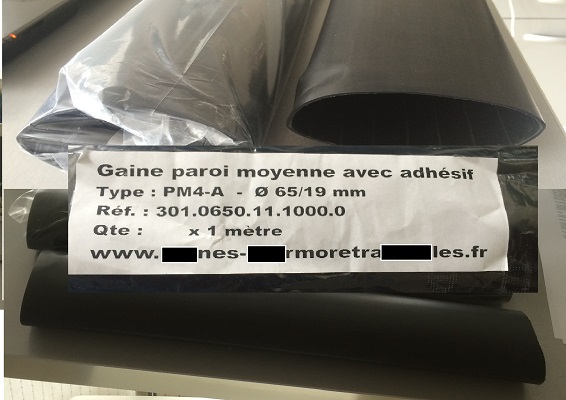 Gaine paroi moyenne avec adhésif
Type : PM4-A - Ø 65/19 mm
Réf. : 301.0650.11.1000.0
Qte : x 1 mètre
www. nes- rmoretra les.fr